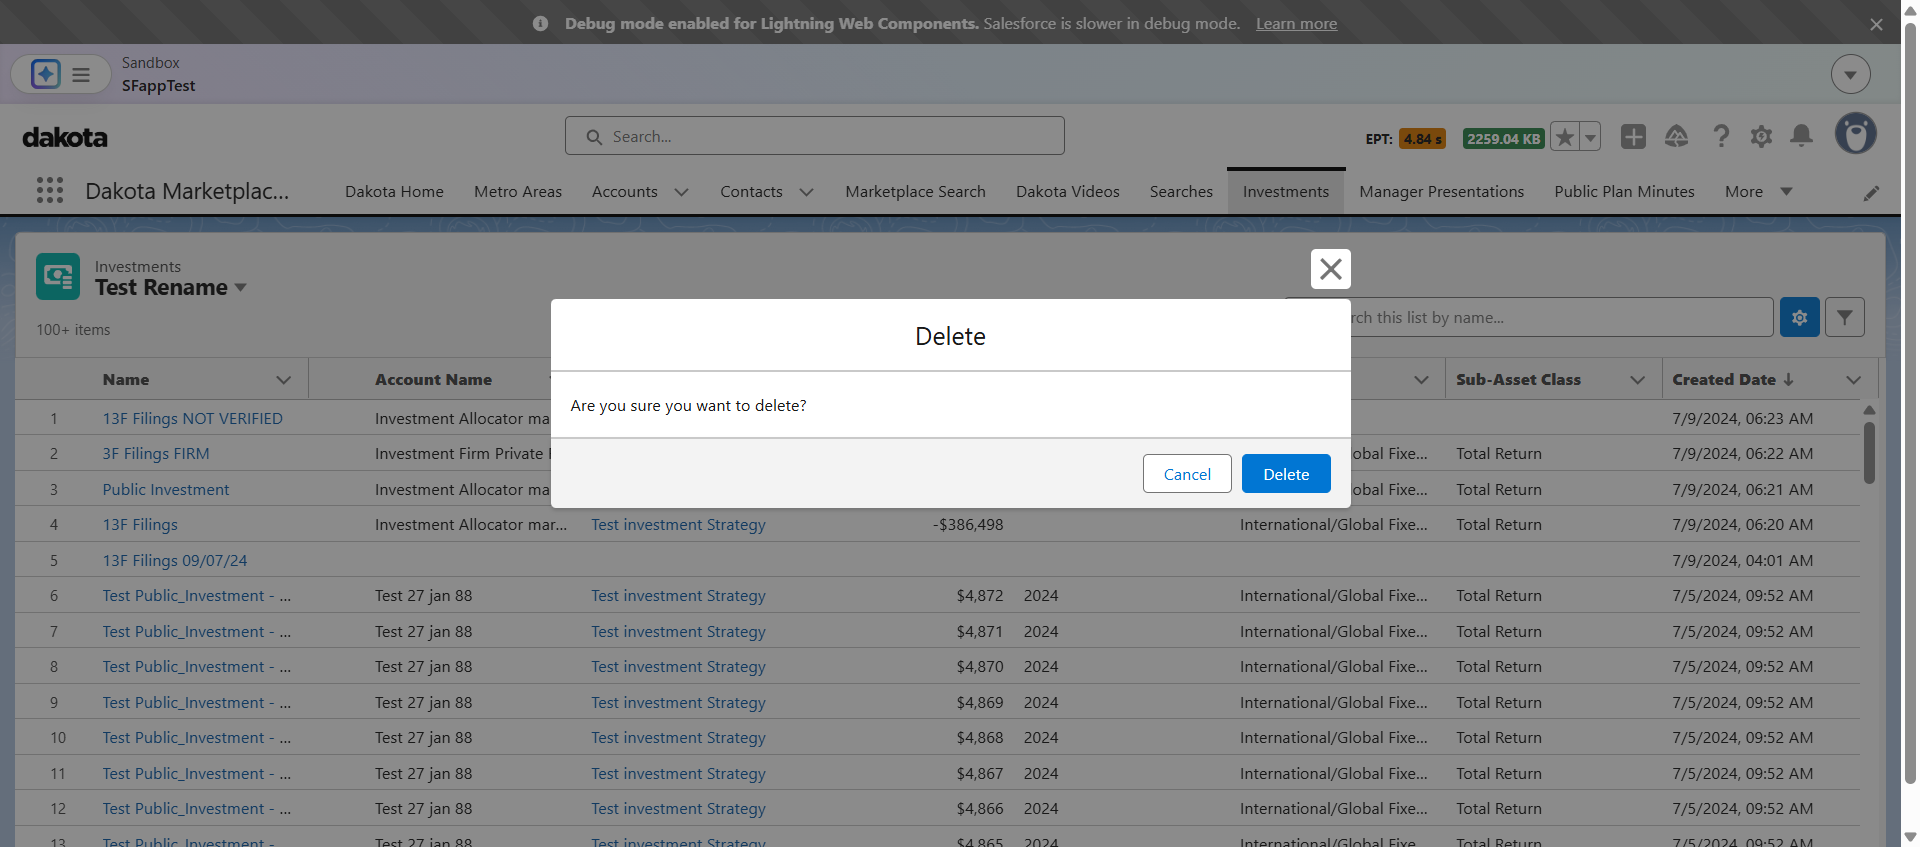 Debug mode enabled for Lightning Web Components. Salesforce is slower in debug mode. Learn more
Sandbox
SFappTest
dakota
Search...
EPT: 4.84 s 2259.04 KB
Dakota Marketplac... Dakota Home Metro Areas Accounts Contacts Marketplace Search Dakota Videos Searches Investments Manager Presentations Public Plan Minutes More
Investments
Test Rename
100+ items
rch this list by name...
Delete
Are you sure you want to delete?
Cancel Delete
Name Account Name Sub-Asset Class Created Date
1 13F Filings NOT VERIFIED Investment Allocator ma 7/9/2024, 06:23 AM
2 3F Filings FIRM Investment Firm Private obal Fixe... Total Return 7/9/2024, 06:22 AM
3 Public Investment Investment Allocator ma obal Fixe... Total Return 7/9/2024, 06:21 AM
4 13F Filings Investment Allocator mar... Test investment Strategy -$386,498 International/Global Fixe... Total Return 7/9/2024, 06:20 AM
5 13F Filings 09/07/24 7/9/2024, 04:01 AM
6 Test Public_Investment - ... Test 27 jan 88 Test investment Strategy $4,872 2024 International/Global Fixe... Total Return 7/5/2024, 09:52 AM
7 Test Public_Investment - ... Test 27 jan 88 Test investment Strategy $4,871 2024 International/Global Fixe... Total Return 7/5/2024, 09:52 AM
8 Test Public_Investment - ... Test 27 jan 88 Test investment Strategy $4,870 2024 International/Global Fixe... Total Return 7/5/2024, 09:52 AM
9 Test Public_Investment - ... Test 27 jan 88 Test investment Strategy $4,869 2024 International/Global Fixe... Total Return 7/5/2024, 09:52 AM
10 Test Public_Investment - ... Test 27 jan 88 Test investment Strategy $4,868 2024 International/Global Fixe... Total Return 7/5/2024, 09:52 AM
11 Test Public_Investment - ... Test 27 jan 88 Test investment Strategy $4,867 2024 International/Global Fixe... Total Return 7/5/2024, 09:52 AM
12 Test Public_Investment - ... Test 27 jan 88 Test investment Strategy $4,866 2024 International/Global Fixe... Total Return 7/5/2024, 09:52 AM
13 Test Public_Investment - ... Test 27 jan 88 Test investment Strategy $4,865 2024 International/Global Fixe... Total Return 7/5/2024, 09:52 AM